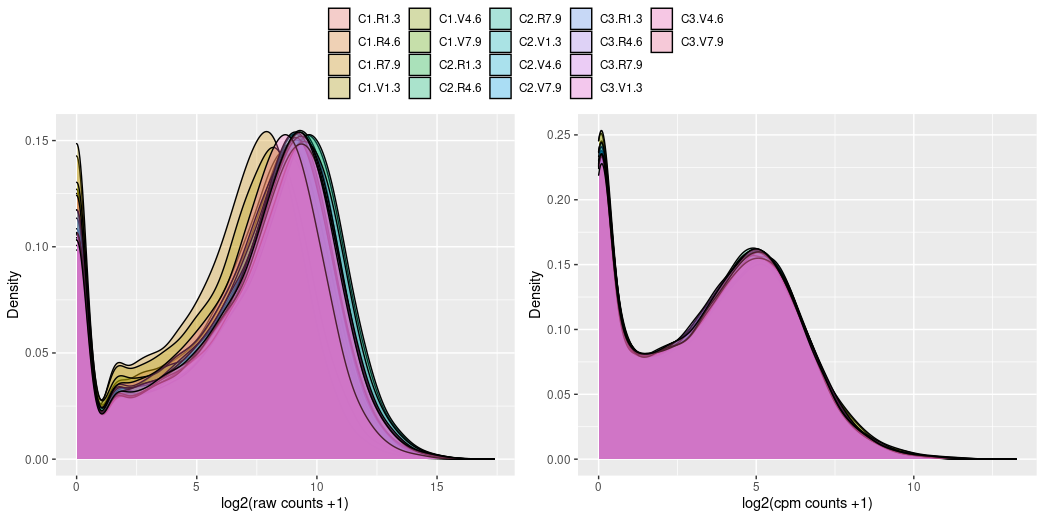 C1.R1.3 C1.V4.6 C2.R7.9 C3.R1.3 C3.V4.6
C1.R4.6 C1.V7.9 C2.V1.3 C3.R4.6 C3.V7.9
C1.R7.9 C2.R1.3 C2.V4.6 C3.R7.9
C1.V1.3 C2.R4.6 C2.V7.9 C3.V1.3
Density
0.15
0.10
0.05
0.00
0 5 10 15
log2(raw counts +1)
Density
0.25
0.20
0.15
0.10
0.05
0.00
0 5 10
log2(cpm counts +1)